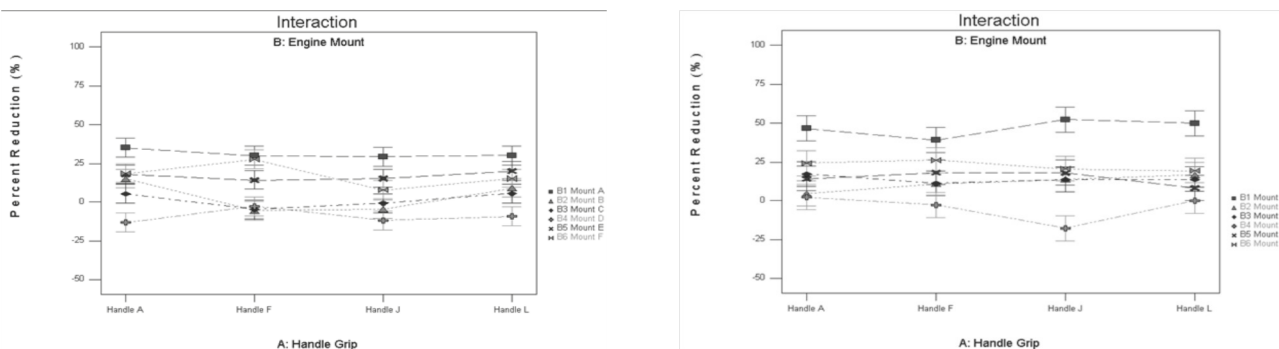 Interaction
B: Engine Mount
Percent Reduction (%)
100
75
50
25
0
-25
-50
Handle A
Handle F
Handle J
Handle L
A: Handle Grip
B1 Mount A
B2 Mount B
B3 Mount C
B4 Mount D
B5 Mount E
B6 Mount F
Interaction
B: Engine Mount
Percent Reduction (%)
100
75
50
25
0
-25
-50
Handle A
Handle F
Handle J
Handle L
A: Handle Grip
B1 Mount
B2 Mount
B3 Mount
B4 Mount
B5 Mount
B6 Mount